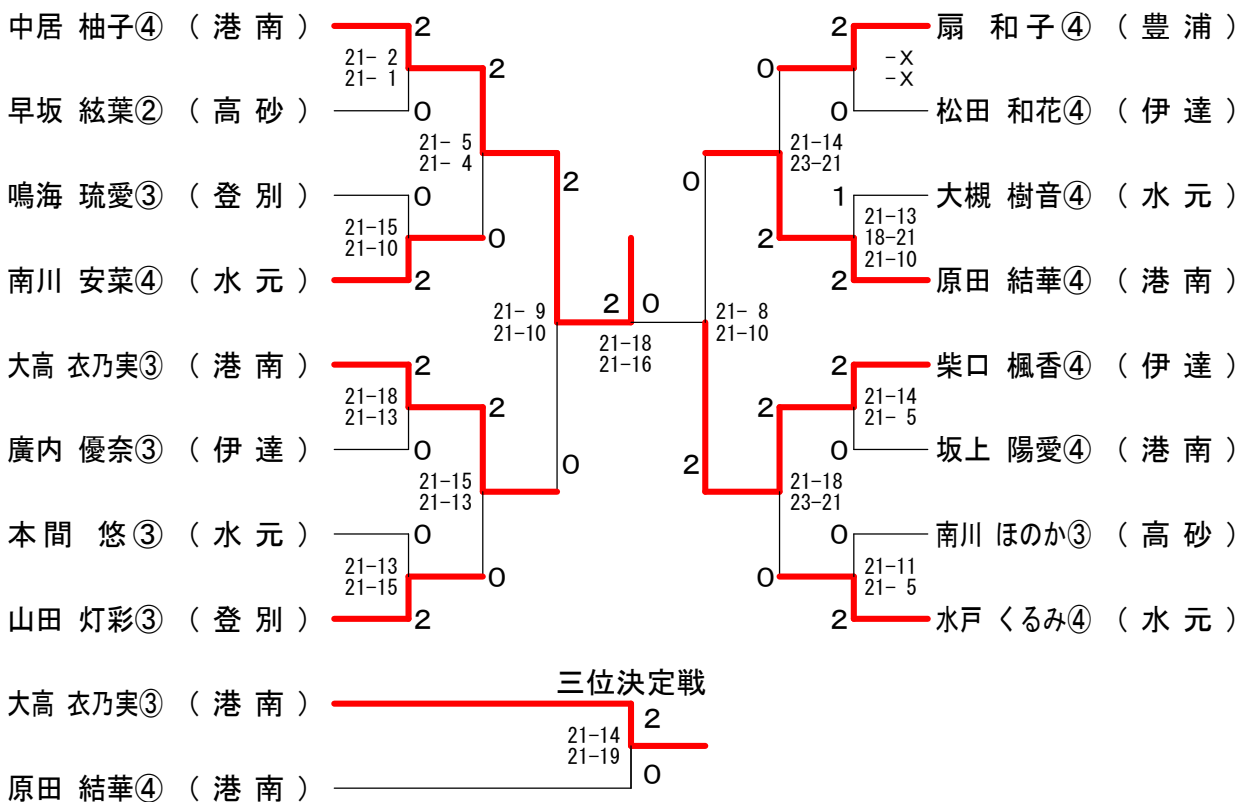 中居 柚子④ （ 港 南 ） 2 2 扇 和子④ （ 豊 浦 ）
21- 2 2 0 -X
21- 1 -X
早坂 絃葉② （ 高 砂 ） 0 0 松田 和花④ （ 伊 達 ）
21- 5 21-14
21- 4 23-21
2 0
鳴海 琉愛③ （ 登 別 ） 0 1 大槻 樹音④ （ 水 元 ）
21-15 21-13
21-10 0 2 18-21
21-10
南川 安菜④ （ 水 元 ） 2 2 原田 結華④ （ 港 南 ）
21- 9 2 0 21- 8
21-10 21-18 21-10
21-16
大高 衣乃実③ （ 港 南 ） 2 2 柴口 楓香④ （ 伊 達 ）
21-18 21-14
21-13 2 2 21- 5
廣内 優奈③ （ 伊 達 ） 0 0 坂上 陽愛④ （ 港 南 ）
0 2
21-15 21-18
21-13 23-21
本間 悠③ （ 水 元 ） 0 0 南川 ほのか③ （ 高 砂 ）
21-13 21-11
21-15 0 0 21- 5
山田 灯彩③ （ 登 別 ） 2 2 水戸 くるみ④ （ 水 元 ）
三位決定戦
大高 衣乃実③ （ 港 南 ） 2
21-14
21-19
原田 結華④ （ 港 南 ） 0